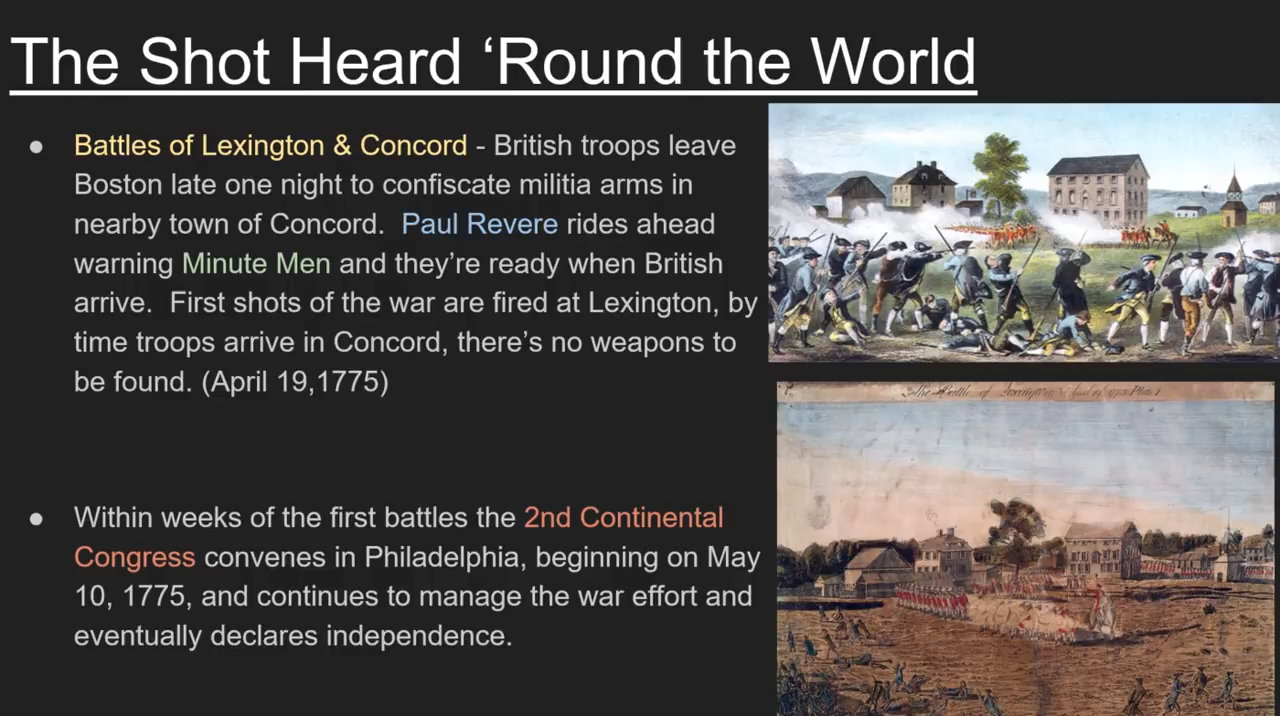 The Shot Heard ‘Round the World
● Battles of Lexington & Concord - British troops leave
Boston late one night to confiscate militia arms in
nearby town of Concord.  Paul Revere rides ahead
warning Minute Men and they’re ready when British
arrive.  First shots of the war are fired at Lexington, by
time troops arrive in Concord, there’s no weapons to
be found. (April 19,1775)
The Battle of Lexington
● Within weeks of the first battles the 2nd Continental
Congress convenes in Philadelphia, beginning on May
10, 1775, and continues to manage the war effort and
eventually declares independence.